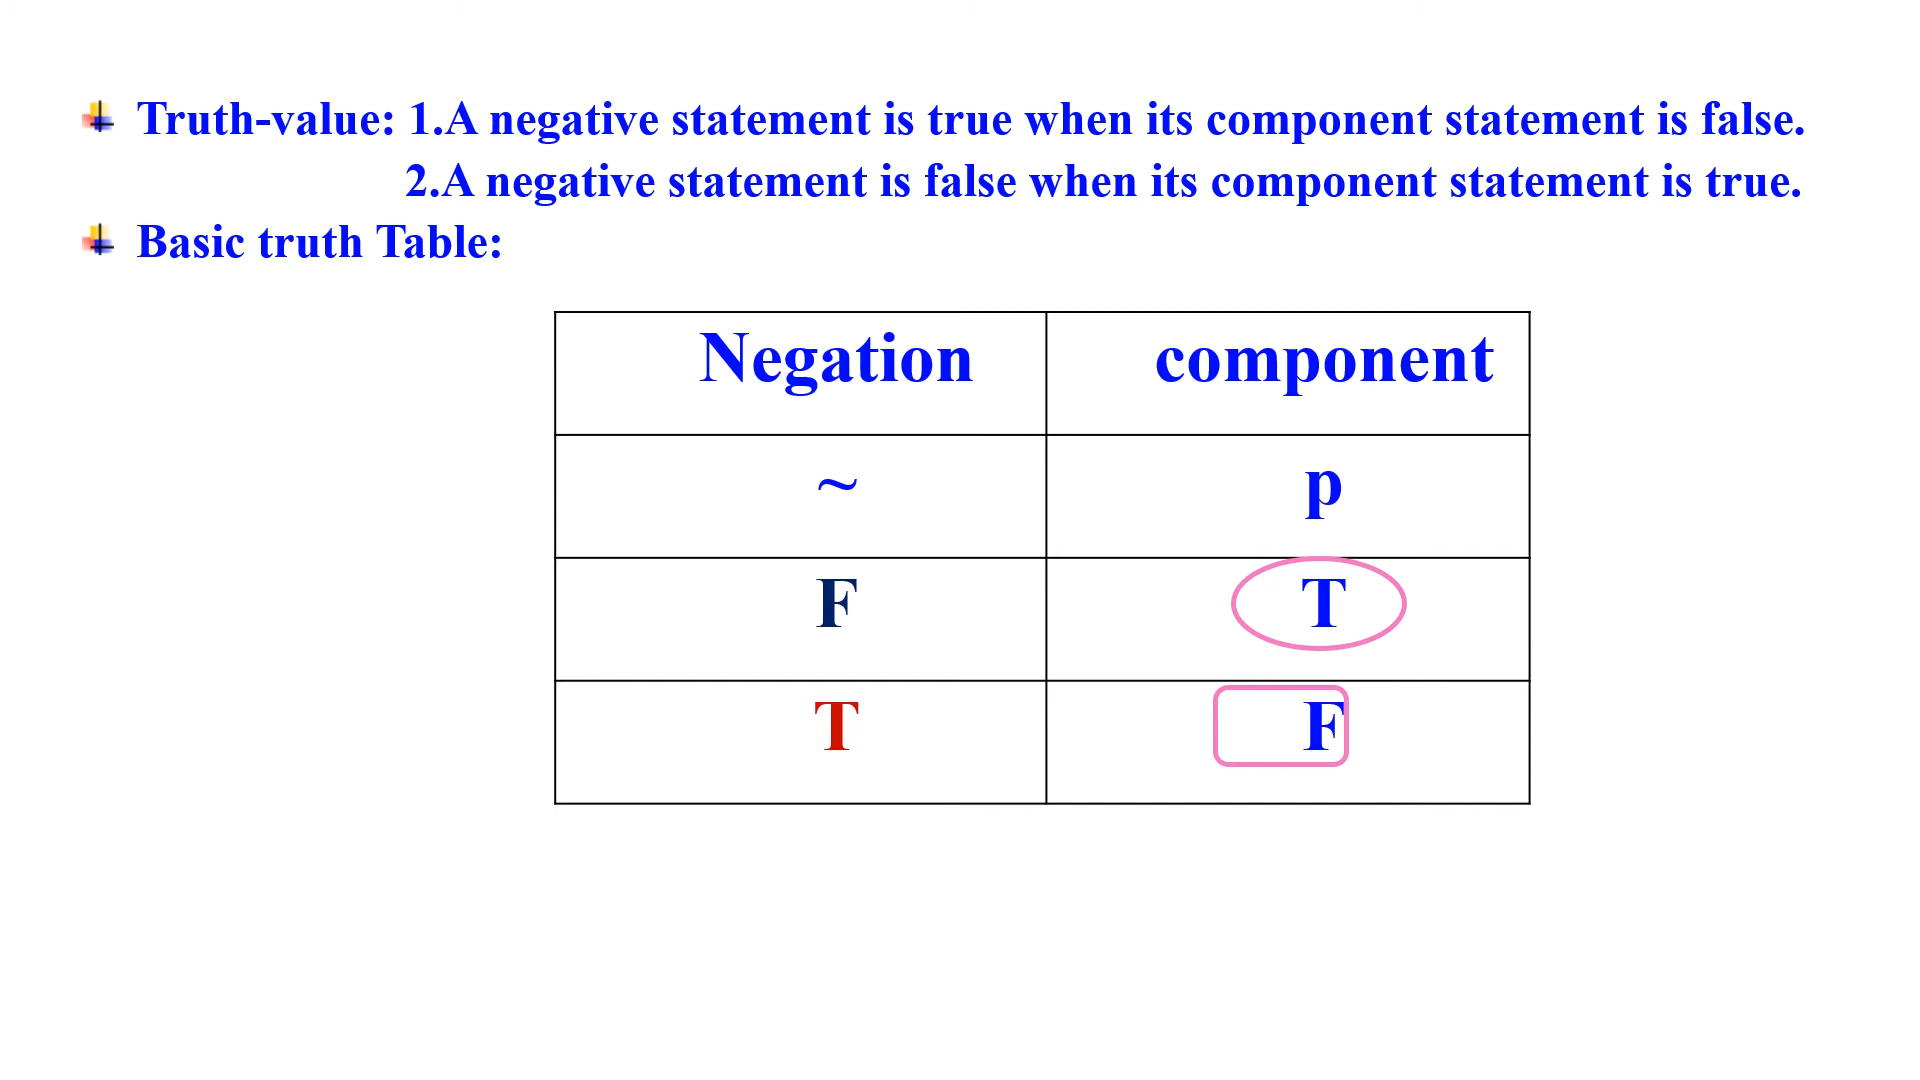 Truth-value: 1.A negative statement is true when its component statement is false.
2.A negative statement is false when its component statement is true.
Basic truth Table:
Negation component
~ p
F T
T F